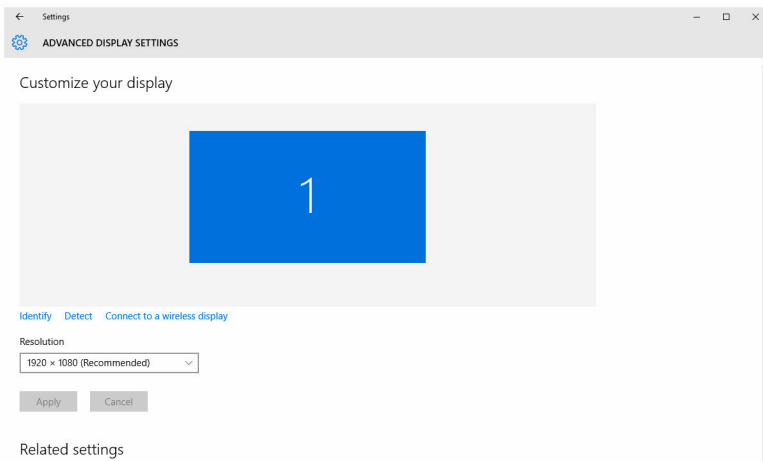 Settings
ADVANCED DISPLAY SETTINGS
Customize your display
1
Identify Detect Connect to a wireless display
Resolution
1920 × 1080 (Recommended)
Apply Cancel
Related settings